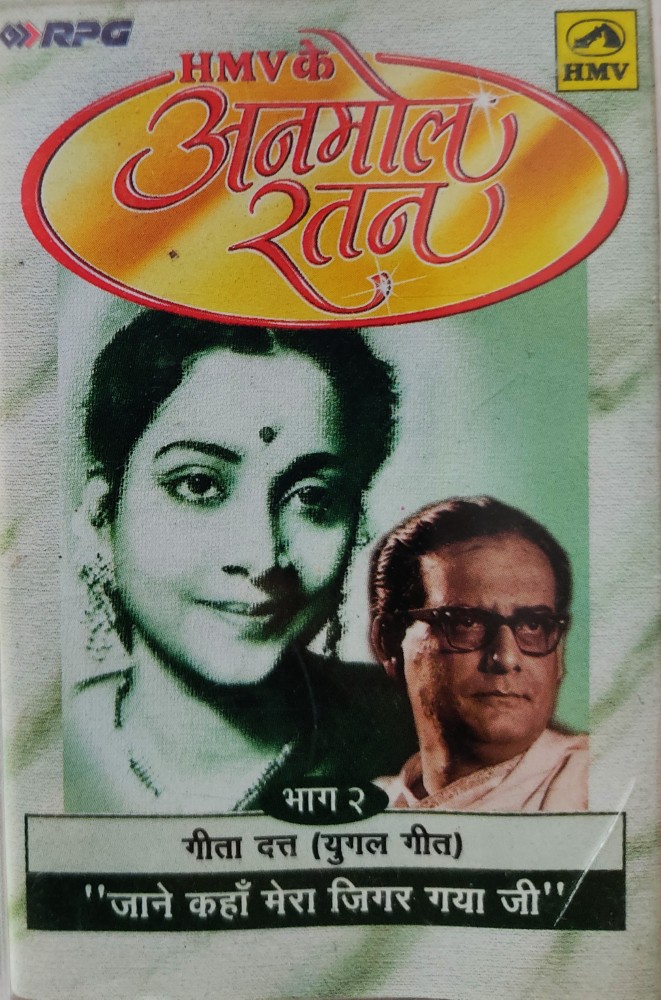 RPG
HMV
HMV के
अनमोल
रतन
भाग २
गीता दत्त (युगल गीत)
"जाने कहाँ मेरा जिगर गया जी"